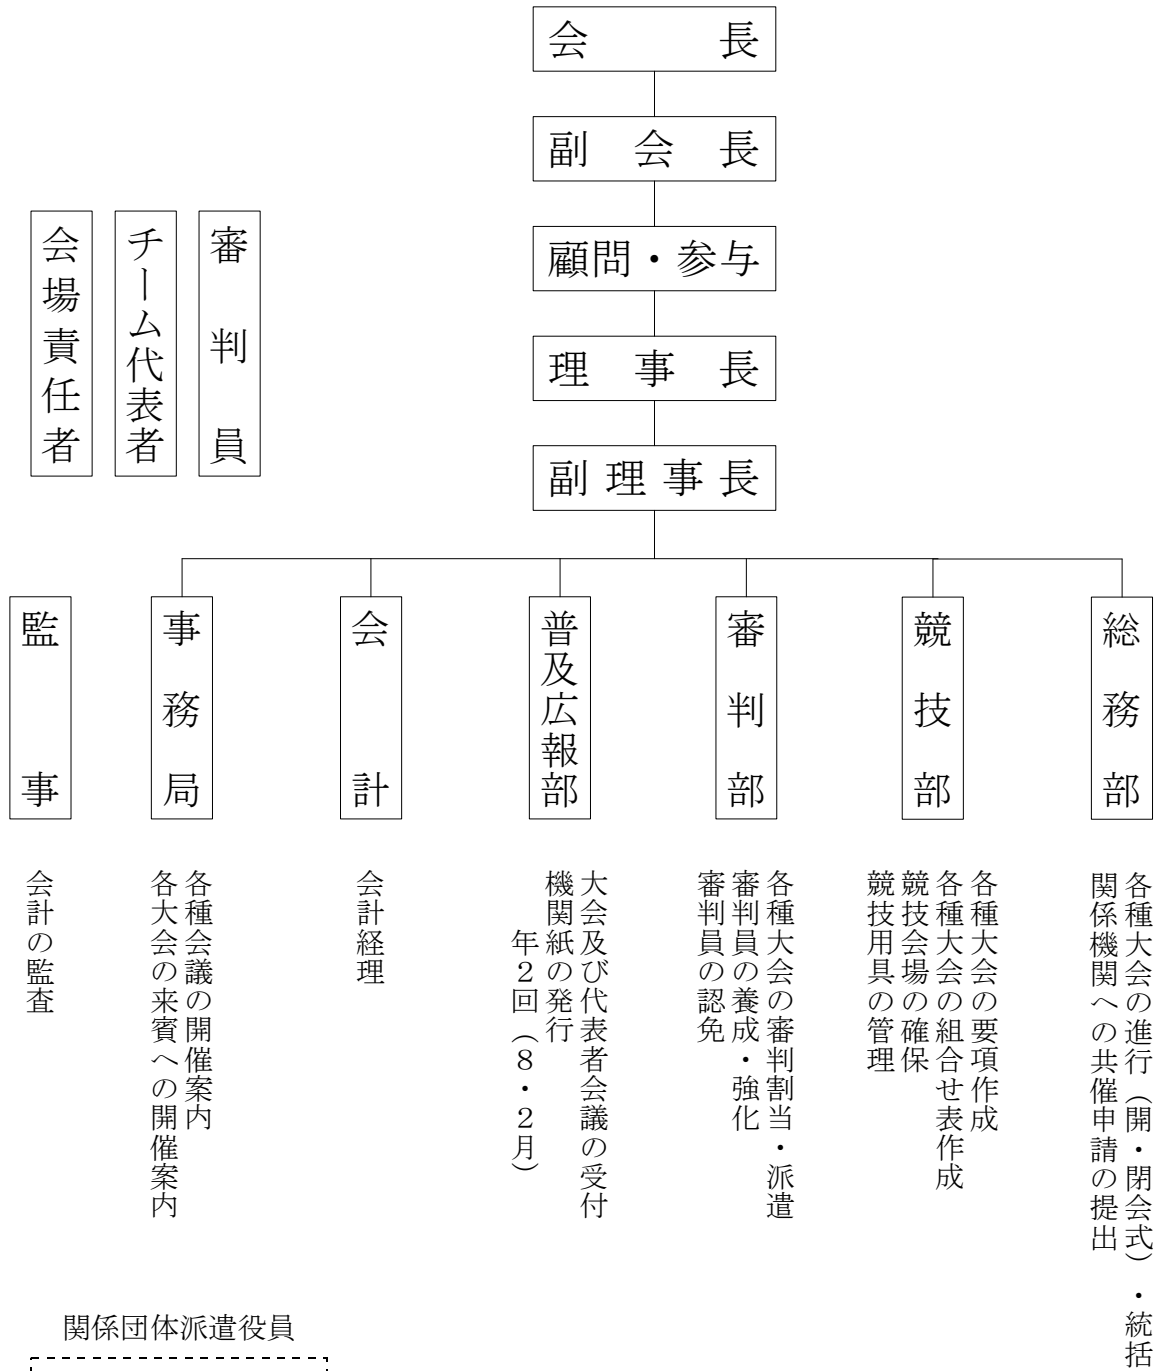 会長
副会長
顧問・参与
理事長
副理事長
審判員
チーム代表者
会場責任者
総務部
競技部
審判部
普及広報部
会計
事務局
監事
各種大会の進行（開・閉会式）・統括
関係機関への共催申請の提出
各種大会の要項作成
各種大会の組合せ表作成
競技会場の確保
競技用具の管理
各種大会の審判割当・派遣
審判員の養成・強化
審判員の認免
大会及び代表者会議の受付
機関紙の発行
年２回（８・２月）
会計経理
各種会議の開催案内
各大会の来賓への開催案内
会計の監査
関係団体派遣役員